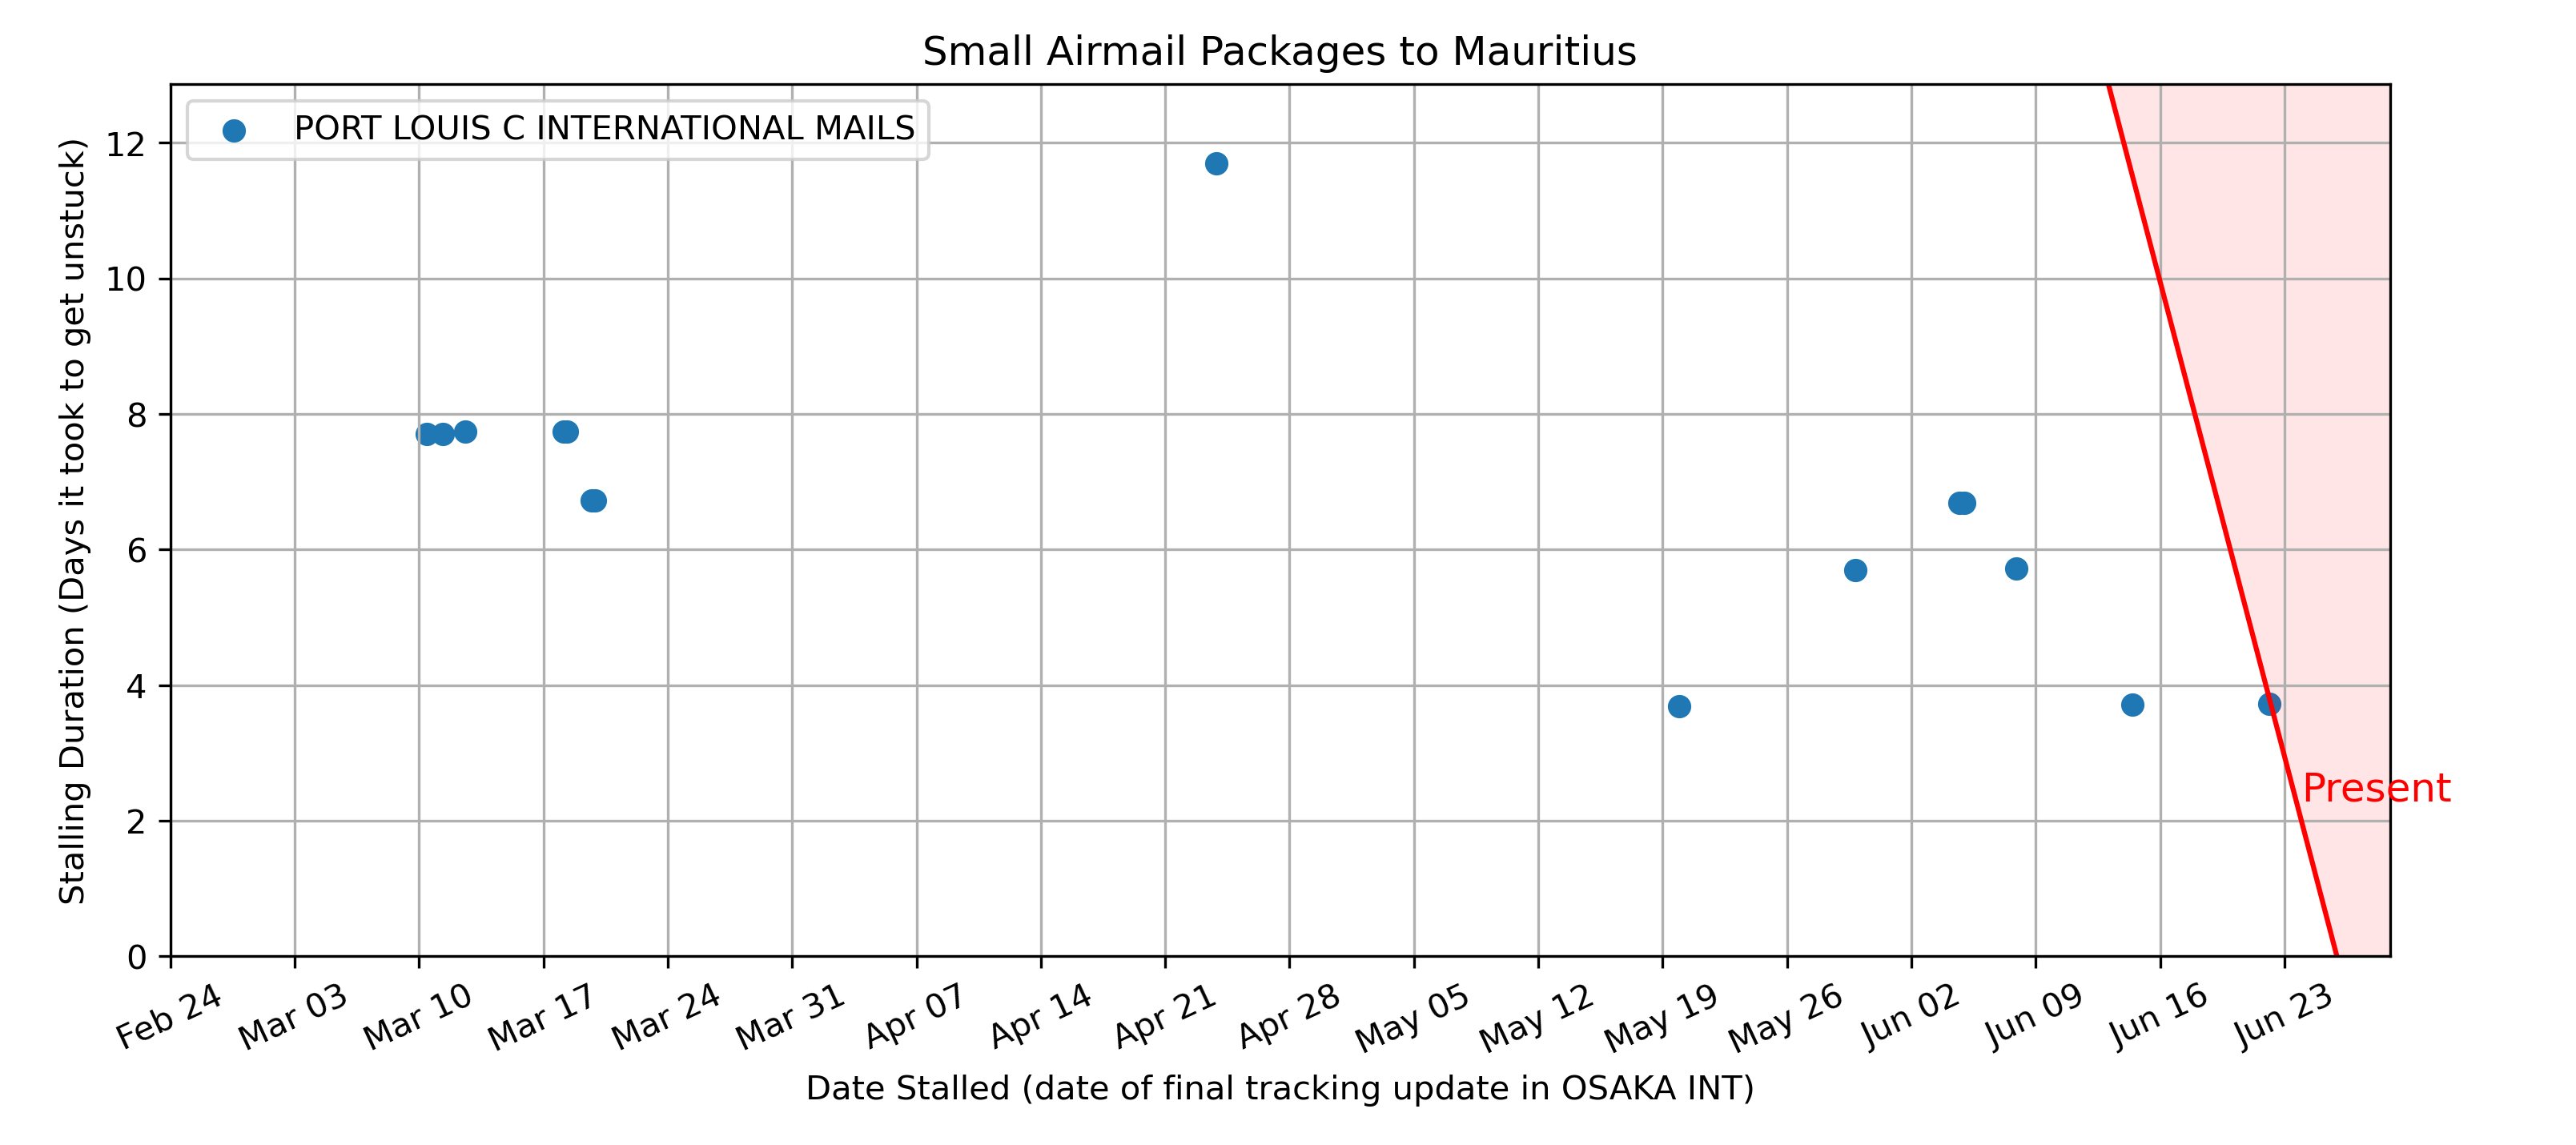 Small Airmail Packages to Mauritius
PORT LOUIS C INTERNATIONAL MAILS
Stalling Duration (Days it took to get unstuck)
12
10
8
6
4
2
0
Present
Feb 24
Mar 03
Mar 10
Mar 17
Mar 24
Mar 31
Apr 07
Apr 14
Apr 21
Apr 28
May 05
May 12
May 19
May 26
Jun 02
Jun 09
Jun 16
Jun 23
Date Stalled (date of final tracking update in OSAKA INT)